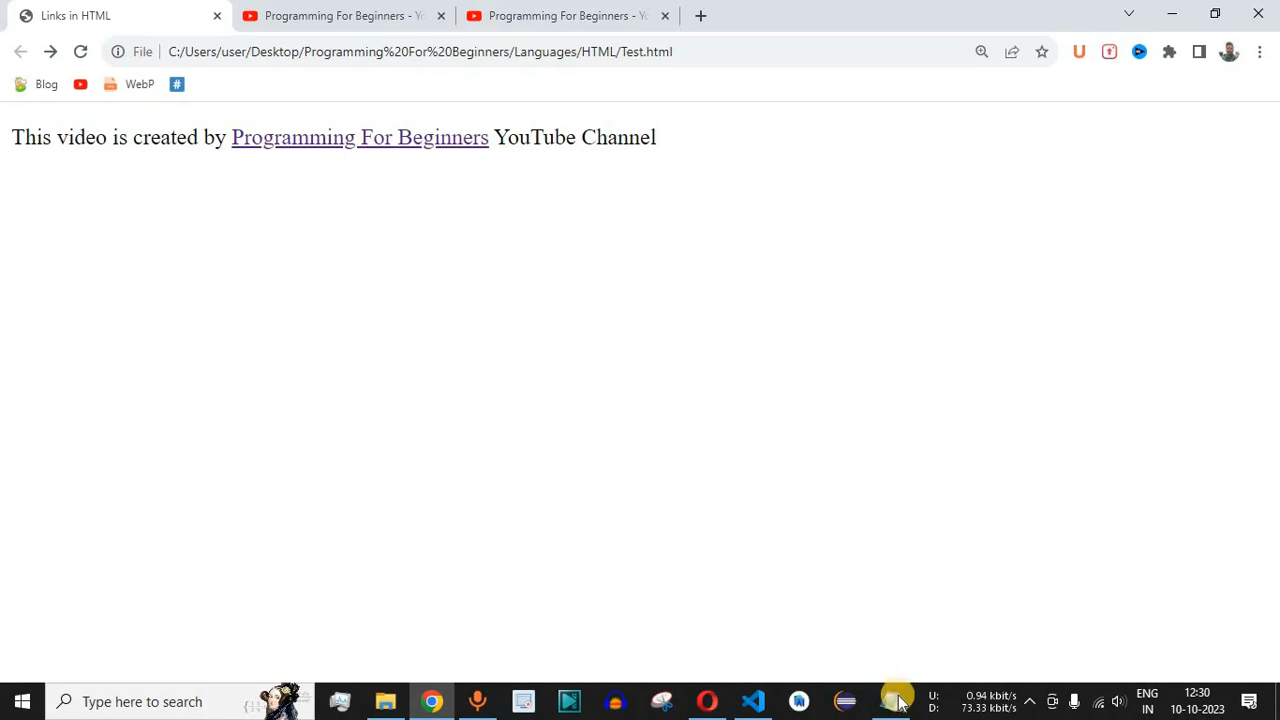 Links in HTML
Programming For Beginners - Yo
Programming For Beginners - Yo
File
C:/Users/user/Desktop/Programming%20For%20Beginners/Languages/HTML/Test.html
U
Blog
WebP
#
This video is created by Programming For Beginners YouTube Channel
Type here to search
U: 0.94 kbit/s
D: 73.33 kbit/s
ENG
IN
12:30
10-10-2023